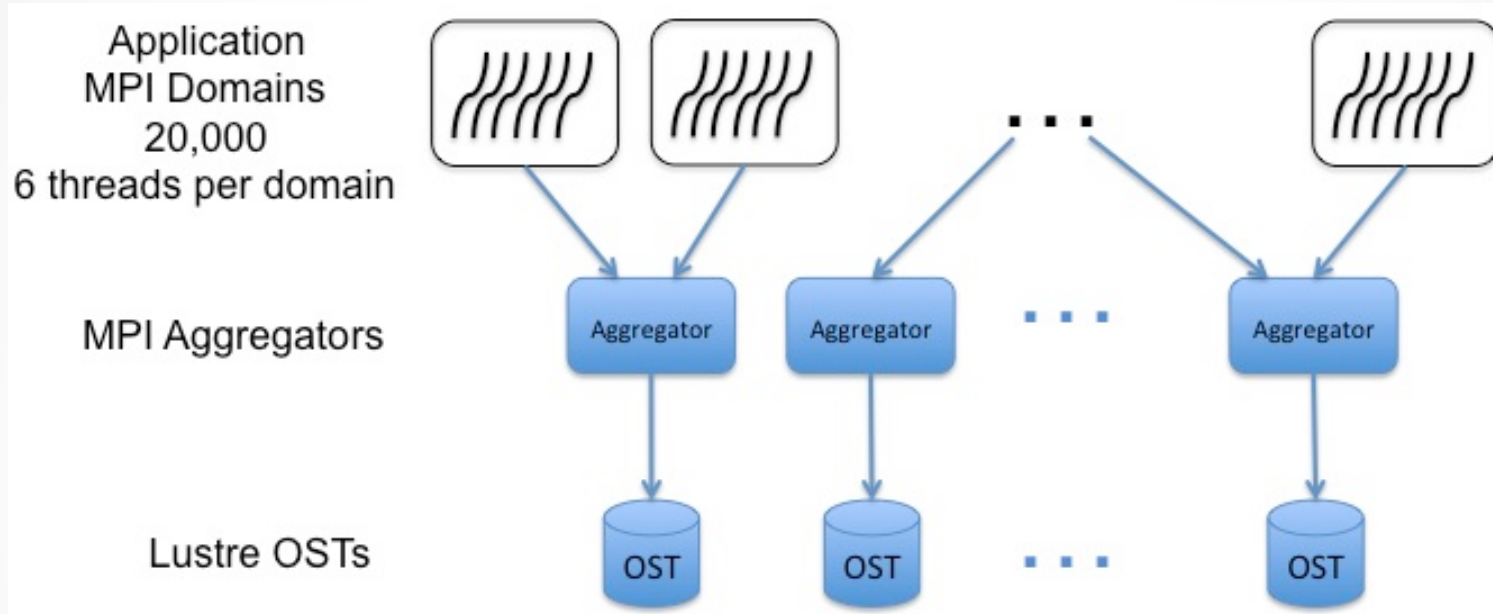 Application
MPI Domains
20,000
6 threads per domain
. . .
MPI Aggregators
Aggregator
Aggregator
. . .
Aggregator
Lustre OSTs
OST
OST
. . .
OST